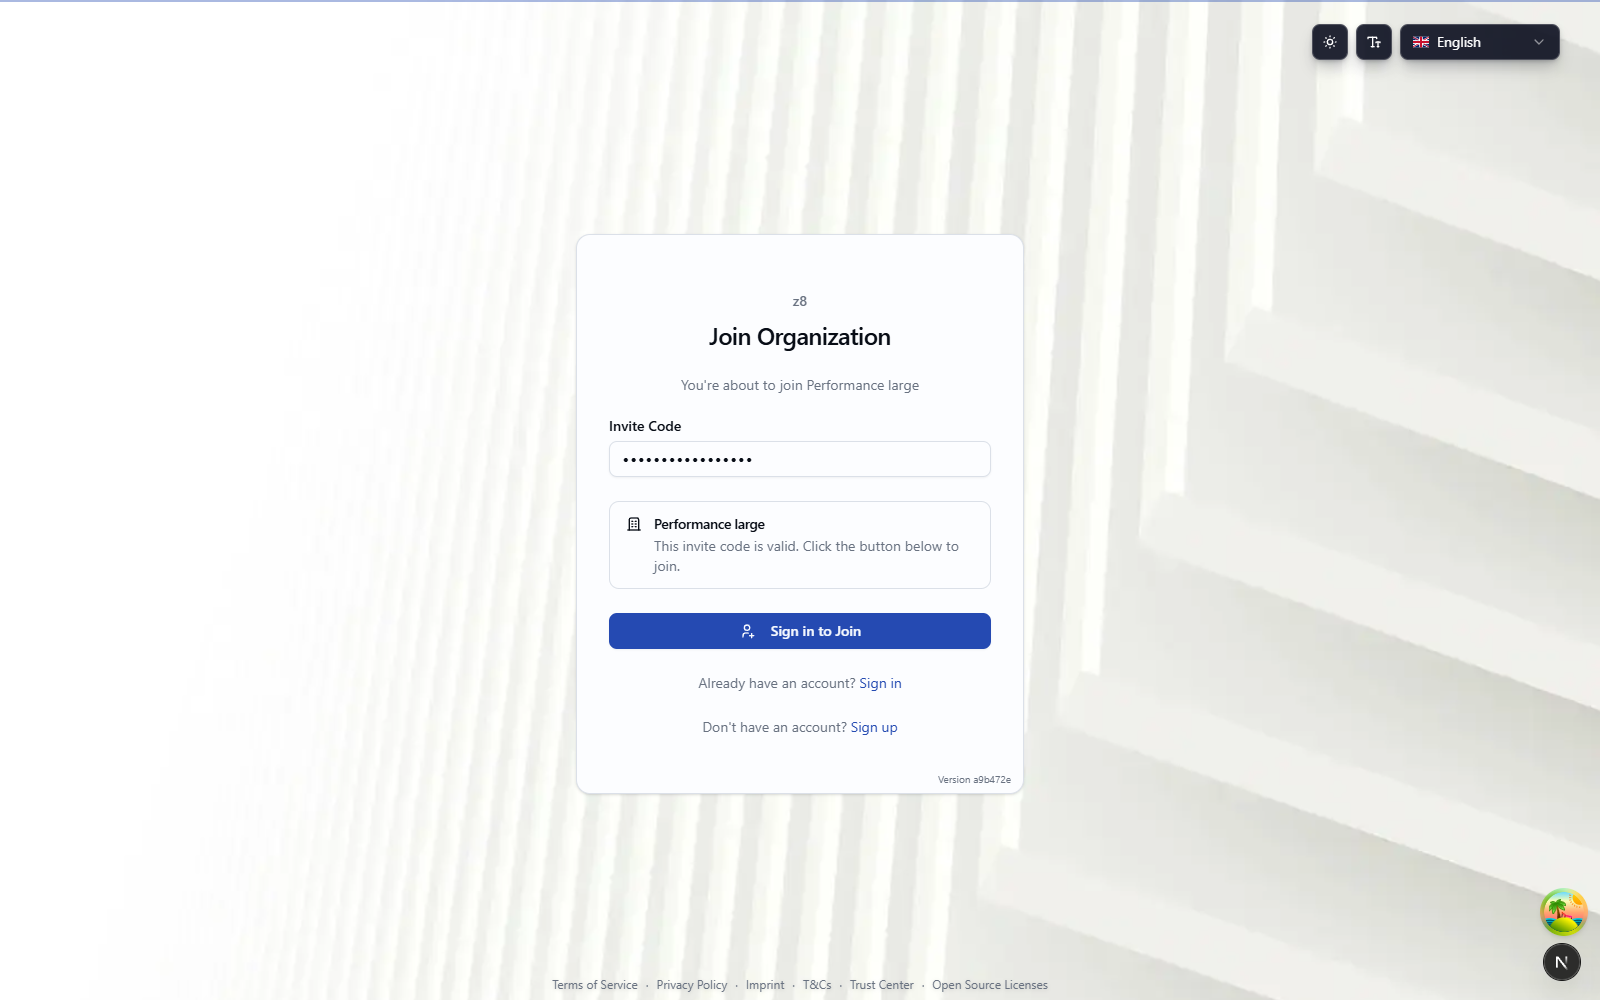 English
z8
Join Organization
You're about to join Performance large
Invite Code
•••••••••••••••••
Performance large
This invite code is valid. Click the button below to
join.
Sign in to Join
Already have an account? Sign in
Don't have an account? Sign up
Version a9b472e
Terms of Service · Privacy Policy · Imprint · T&Cs · Trust Center · Open Source Licenses